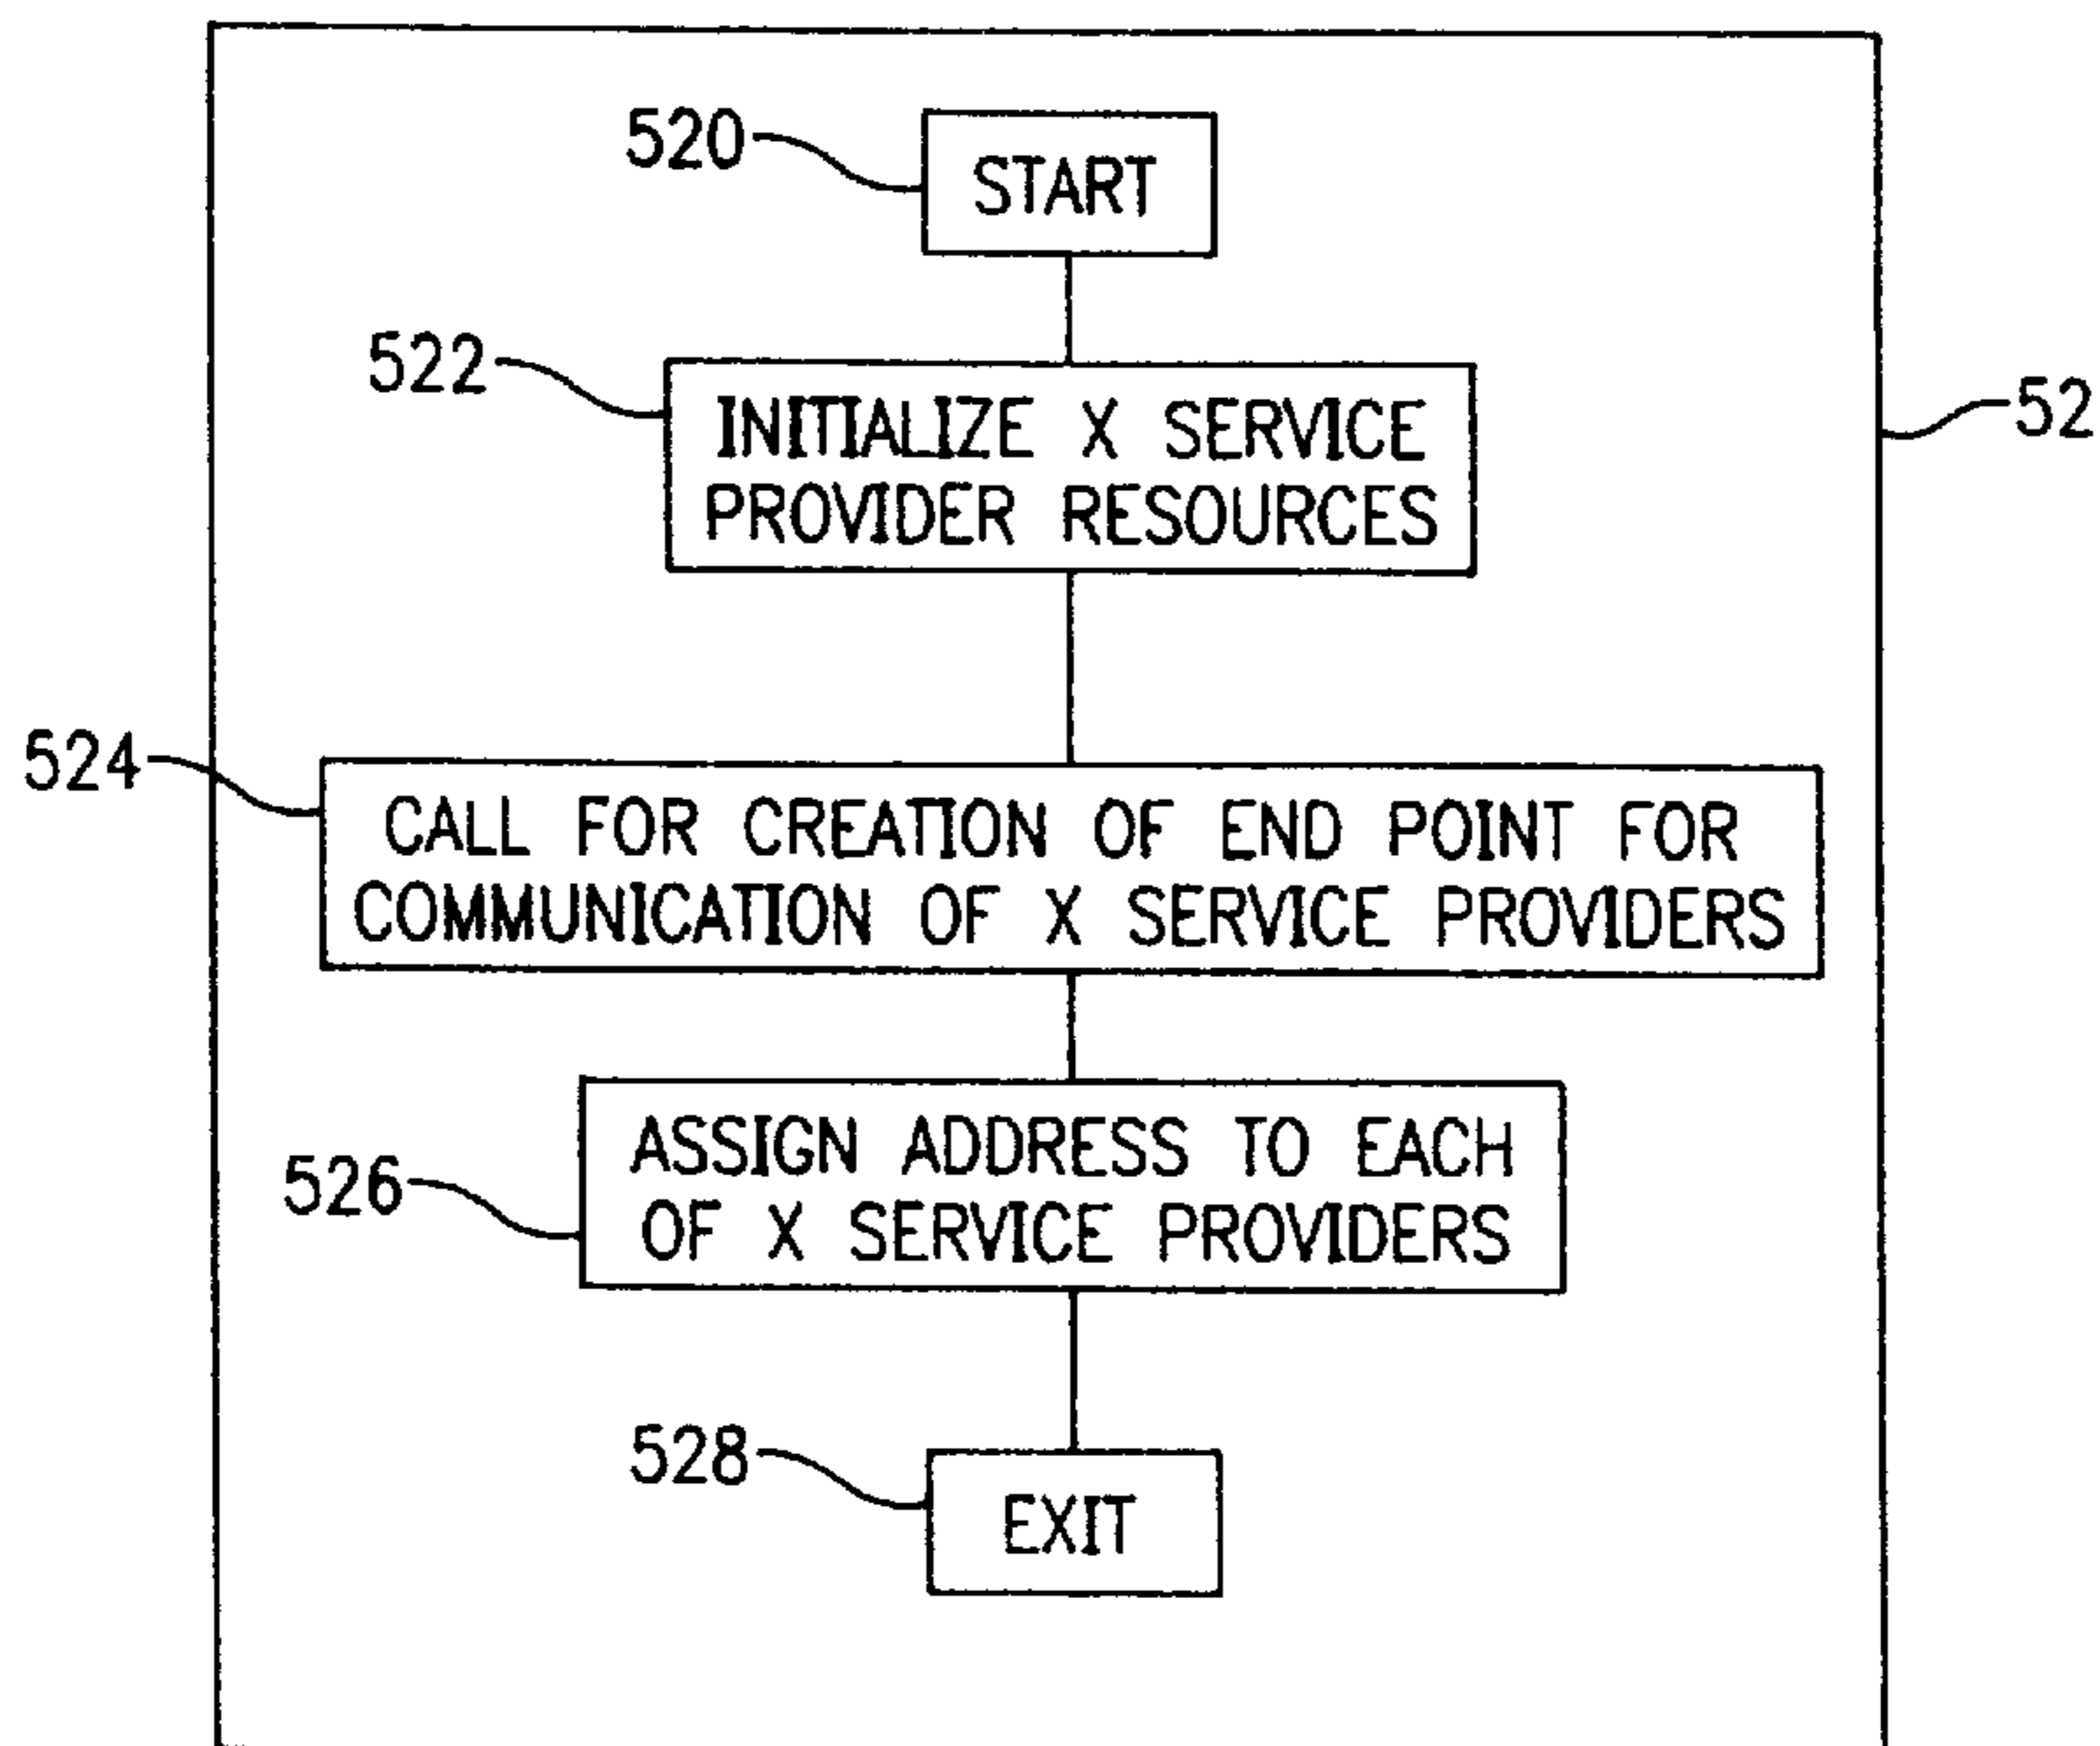 520
START
522
INITIALIZE X SERVICE
PROVIDER RESOURCES
52
524
CALL FOR CREATION OF END POINT FOR
COMMUNICATION OF X SERVICE PROVIDERS
526
ASSIGN ADDRESS TO EACH
OF X SERVICE PROVIDERS
528
EXIT